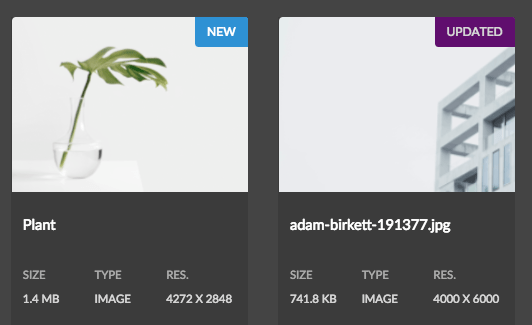 NEW
UPDATED
Plant
adam-birkett-191377.jpg
SIZE TYPE RES.
1.4 MB IMAGE 4272 X 2848
SIZE TYPE RES.
741.8 KB IMAGE 4000 X 6000